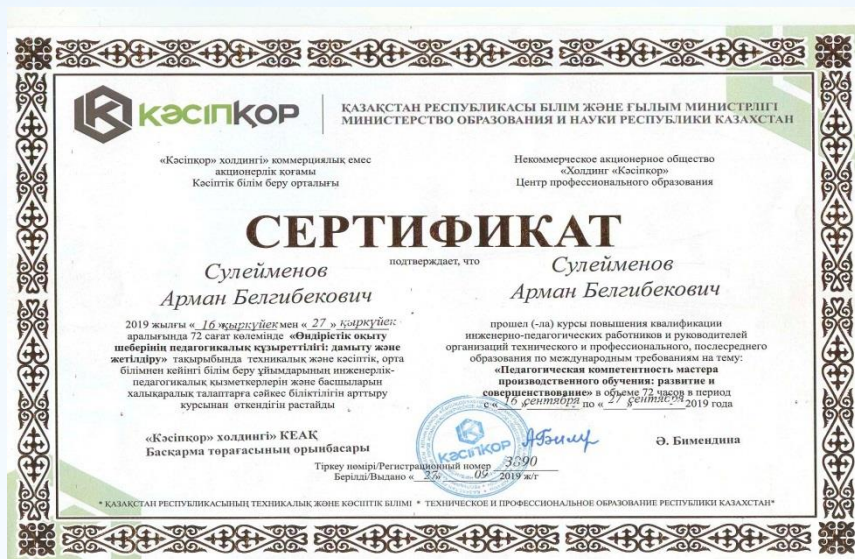 КӘСІПҚОР
ҚАЗАҚСТАН РЕСПУБЛИКАСЫ БІЛІМ ЖӘНЕ ҒЫЛЫМ МИНИСТРЛІГІ
МИНИСТЕРСТВО ОБРАЗОВАНИЯ И НАУКИ РЕСПУБЛИКИ КАЗАХСТАН
«Кәсіпқор» холдингі» коммерциялық емес
акционерлік қоғамы
Кәсіптік білім беру орталығы
Некоммерческое акционерное общество
«Холдинг «Кәсіпқор»
Центр профессионального образования
СЕРТИФИКАТ
подтверждает, что
Сулейменов
Арман Белгибекович
2019 жылғы « 16 » қыркүйек мен « 27 » қыркүйек
аралығында 72 сағат көлемінде «Өндірістік оқыту
шеберінің педагогикалық құзыреттілігі: дамыту және
жетілдіру» тақырыбында техникалық және кәсіптік, орта
білімнен кейінгі білім беру ұйымдарының инженерлік-
педагогикалық қызметкерлерін және басшыларын
халықаралық талаптарға сәйкес біліктілігін арттыру
курсынан өткендігін растайды
Сулейменов
Арман Белгибекович
прошел (-ла) курсы повышения квалификации
инженерно-педагогических работников и руководителей
организаций технического и профессионального, послесреднего
образования по международным требованиям на тему:
«Педагогическая компетентность мастера
производственного обучения: развитие и
совершенствование» в объеме 72 часов в период
с « 16 сентября » по « 27 » сентября 2019 года
«Кәсіпқор» холдингі» КЕАҚ
Басқарма төрағасының орынбасары
КәсіпҚОР
Ә. Бимендина
Тіркеу нөмірі/Регистрационный номер 3890
Берілді/Выдано « 27 » 09 2019 ж/г
* ҚАЗАҚСТАН РЕСПУБЛИКАСЫНЫҢ ТЕХНИКАЛЫҚ ЖӘНЕ КӘСІПТІК БІЛІМІ * ТЕХНИЧЕСКОЕ И ПРОФЕССИОНАЛЬНОЕ ОБРАЗОВАНИЕ РЕСПУБЛИКИ КАЗАХСТАН*